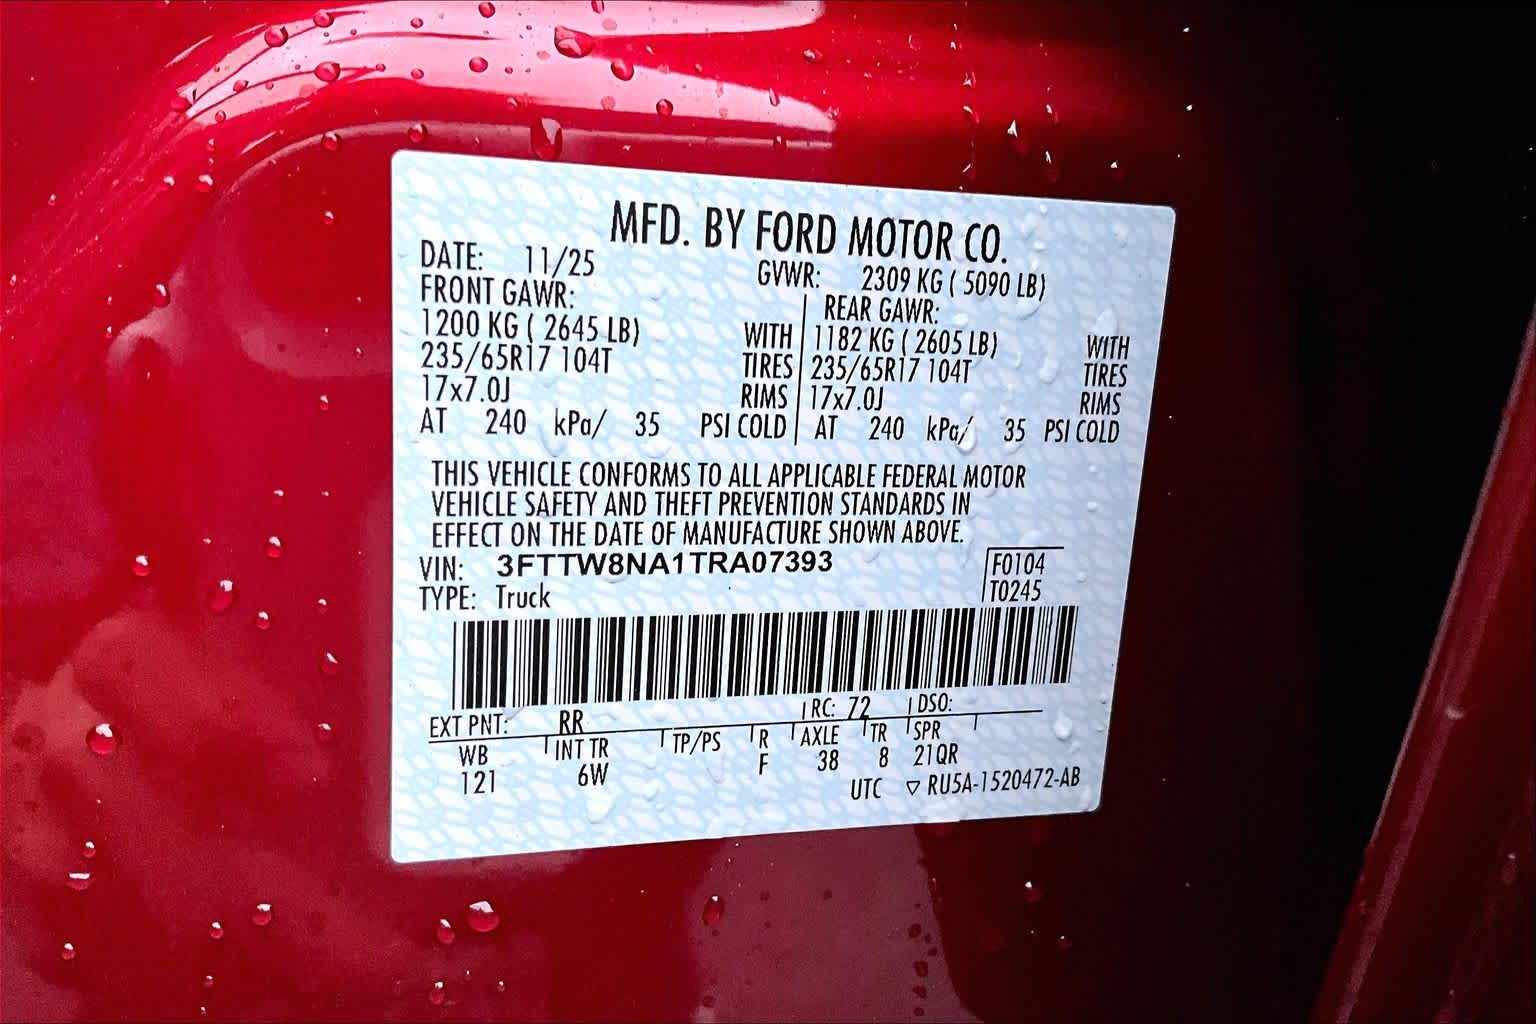 MFD. BY FORD MOTOR CO.
DATE: 11/25 GVWR: 2309 KG ( 5090 LB)
FRONT GAWR: REAR GAWR:
1200 KG ( 2645 LB) WITH 1182 KG ( 2605 LB) WITH
235/65R17 104T TIRES 235/65R17 104T TIRES
17x7.0J RIMS 17x7.0J RIMS
AT 240 kPa/ 35 PSI COLD AT 240 kPa/ 35 PSI COLD
THIS VEHICLE CONFORMS TO ALL APPLICABLE FEDERAL MOTOR
VEHICLE SAFETY AND THEFT PREVENTION STANDARDS IN
EFFECT ON THE DATE OF MANUFACTURE SHOWN ABOVE.
VIN: 3FTTW8NA1TRA07393 F0104
TYPE: Truck T0245
EXT PNT: RR RC: 72 DSO:
WB INT TR TP/PS R AXLE TR SPR
121 6W F 38 8 21QR
UTC ▽ RU5A-1520472-AB